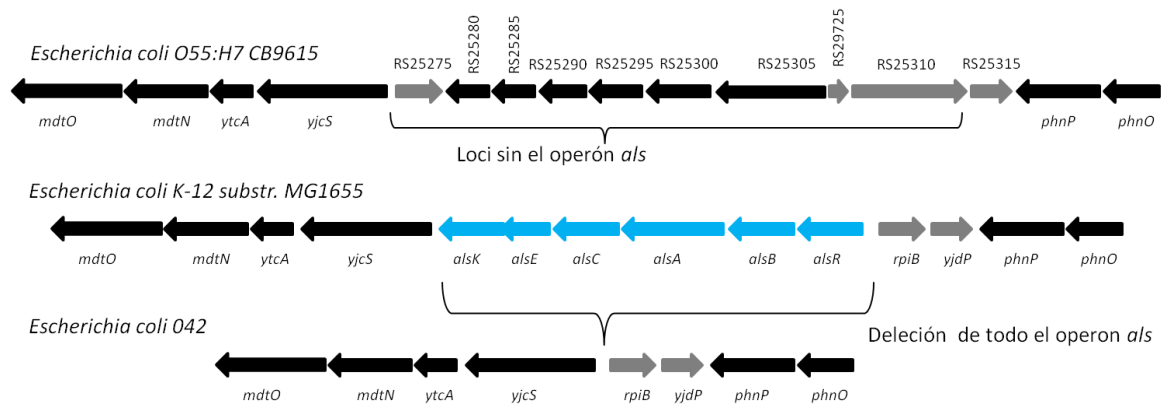 Escherichia coli O55:H7 CB9615
RS25275 RS25280 RS25285 RS25290 RS25295 RS25300 RS25305 RS29725 RS25310 RS25315
mdtO mdtN ytcA yjcS phnP phnO
Loci sin el operón als
Escherichia coli K-12 substr. MG1655
mdtO mdtN ytcA yjcS alsK alsE alsC alsA alsB alsR rpiB yjdP phnP phnO
Escherichia coli 042
Deleción de todo el operon als
mdtO mdtN ytcA yjcS rpiB yjdP phnP phnO